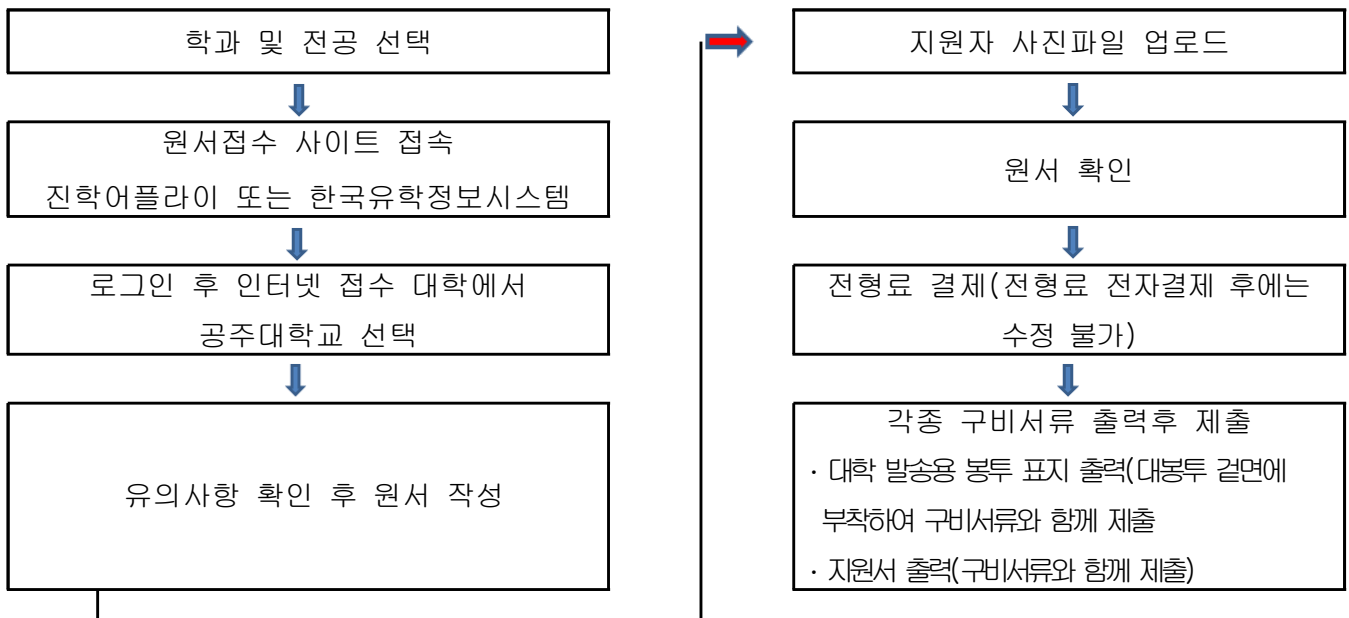 학과 및 전공 선택
원서접수 사이트 접속
진학어플라이 또는 한국유학정보시스템
로그인 후 인터넷 접수 대학에서
공주대학교 선택
유의사항 확인 후 원서 작성
지원자 사진파일 업로드
원서 확인
전형료 결제(전형료 전자결제 후에는
수정 불가)
각종 구비서류 출력후 제출
· 대학 발송용 봉투 표지 출력(대봉투 겉면에
부착하여 구비서류와 함께 제출
· 지원서 출력(구비서류와 함께 제출)